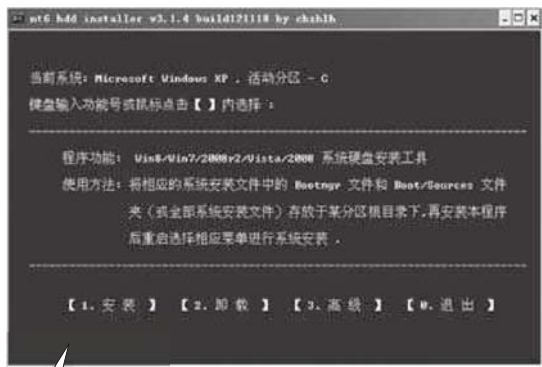 nt6 hdd installer v3.1.4 build121118 by chzhlh
当前系统: Microsoft Windows XP , 活动分区 - C
键盘输入功能号或鼠标点击【 】内选择 :
程序功能: Win8/Win7/2008r2/Vista/2008 系统硬盘安装工具
使用方法: 将相应的系统安装文件中的 Bootmgr 文件和 Boot/Sources 文件
夹 (或全部系统安装文件) 存放于某分区根目录下,再安装本程序
后重启选择相应菜单进行系统安装 .
【 1. 安 装 】 【 2. 卸 载 】 【 3. 高 级 】 【 0. 退 出 】